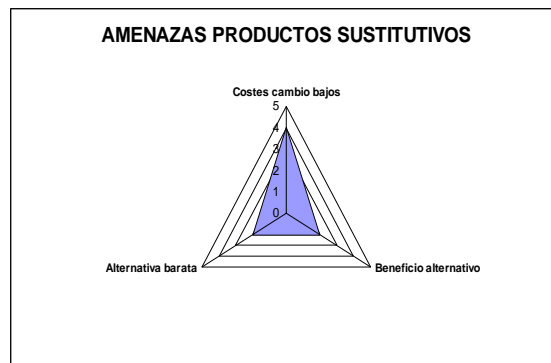 AMENAZAS PRODUCTOS SUSTITUTIVOS
Costes cambio bajos
5
4
3
2
1
0
Alternativa barata
Beneficio alternativo